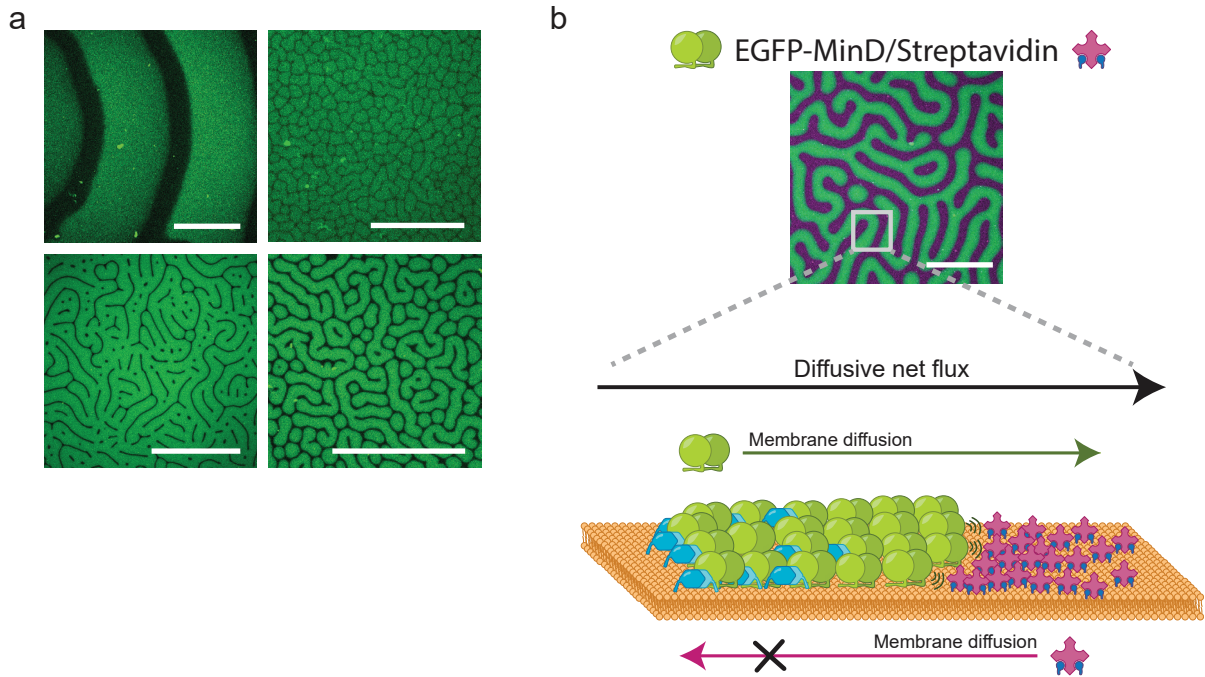 a
b
EGFP-MinD/Streptavidin
Diffusive net flux
Membrane diffusion
Membrane diffusion